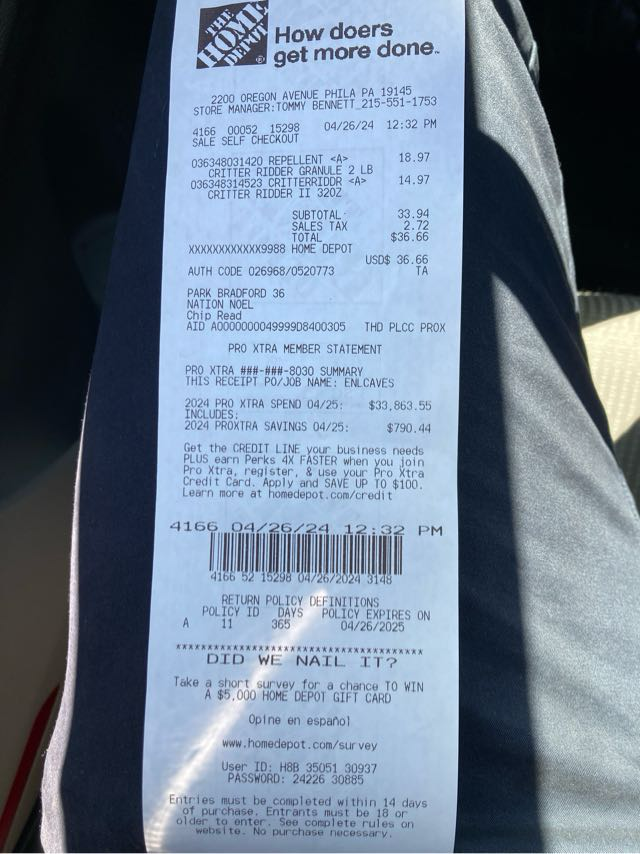 THE HOME DEPOT
How doers
get more done.™
2200 OREGON AVENUE PHILA PA 19145
STORE MANAGER:TOMMY BENNETT 215-551-1753
4166 00052 15298 04/26/24 12:32 PM
SALE SELF CHECKOUT
036348031420 REPELLENT <A> 18.97
CRITTER RIDDER GRANULE 2 LB
036348314523 CRITTERRIDDR <A> 14.97
CRITTER RIDDER II 32OZ
SUBTOTAL 33.94
SALES TAX 2.72
TOTAL $36.66
XXXXXXXXXXXX9988 HOME DEPOT
USD$ 36.66
AUTH CODE 026968/0520773 TA
PARK BRADFORD 36
NATION NOEL
Chip Read
AID A0000000049999D8400305 THD PLCC PROX
PRO XTRA MEMBER STATEMENT
PRO XTRA ###-###-8030 SUMMARY
THIS RECEIPT PO/JOB NAME: ENLCAVES
2024 PRO XTRA SPEND 04/25: $33,863.55
INCLUDES:
2024 PROXTRA SAVINGS 04/25: $790.44
Get the CREDIT LINE your business needs
PLUS earn Perks 4X FASTER when you join
Pro Xtra, register, & use your Pro Xtra
Credit Card. Apply and SAVE UP TO $100.
Learn more at homedepot.com/credit
4166 04/26/24 12:32 PM
4166 52 15298 04/26/2024 3148
RETURN POLICY DEFINITIONS
POLICY ID DAYS POLICY EXPIRES ON
A 11 365 04/26/2025
DID WE NAIL IT?
Take a short survey for a chance TO WIN
A $5,000 HOME DEPOT GIFT CARD
Opine en español
www.homedepot.com/survey
User ID: H8B 35051 30937
PASSWORD: 24226 30885
Entries must be completed within 14 days
of purchase. Entrants must be 18 or
older to enter. See complete rules on
website. No purchase necessary.